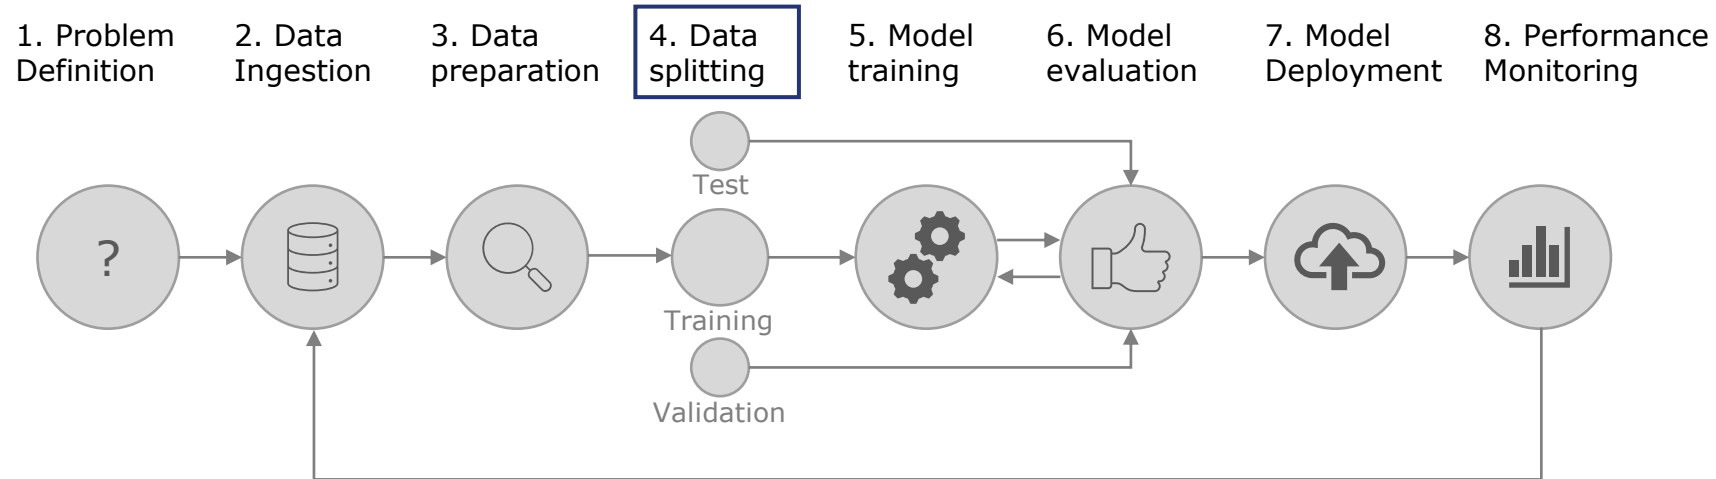 1. Problem
Definition
2. Data
Ingestion
3. Data
preparation
4. Data
splitting
5. Model
training
6. Model
evaluation
7. Model
Deployment
8. Performance
Monitoring
Test
?
Training
Validation